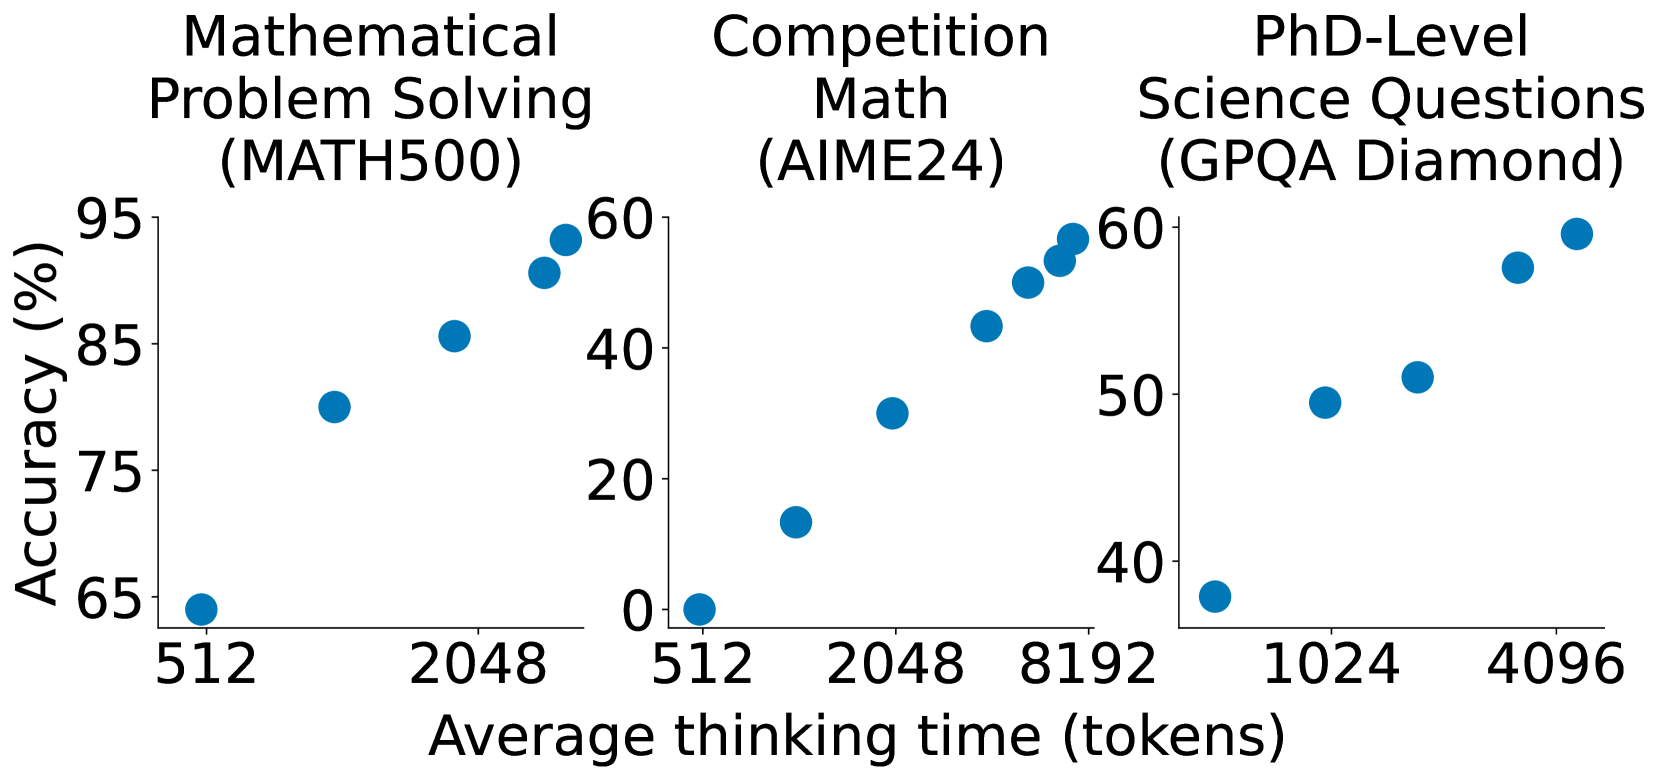 Mathematical
Problem Solving
(MATH500)
Competition
Math
(AIME24)
PhD-Level
Science Questions
(GPQA Diamond)
Accuracy (%)
95
85
75
65
512
2048
60
40
20
0
512
2048
8192
60
50
40
1024
4096
Average thinking time (tokens)